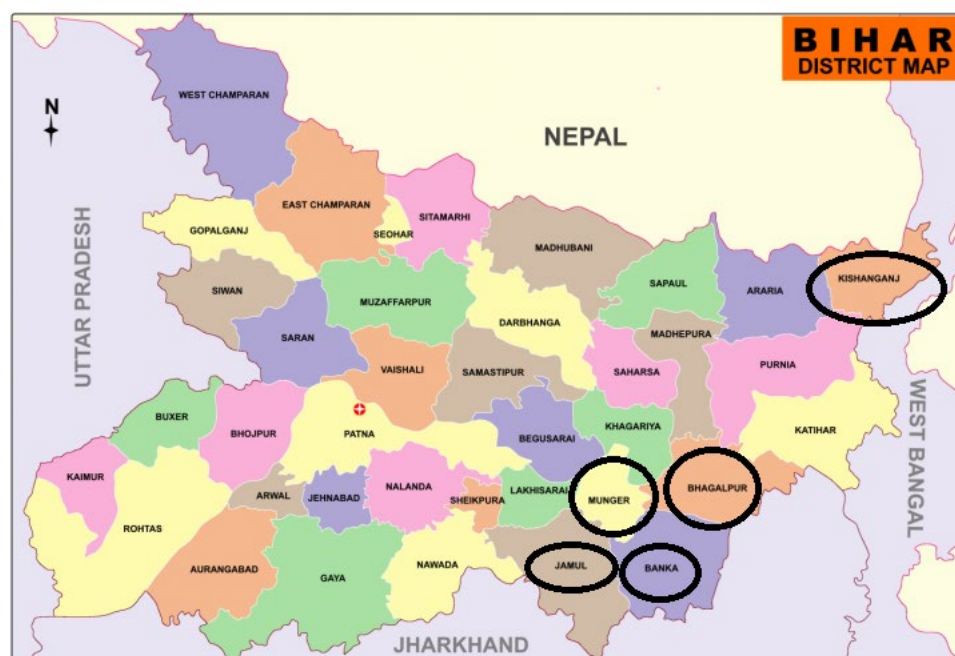 BIHAR
DISTRICT MAP
N
NEPAL
UTTAR PRADESH
WEST BANGAL
JHARKHAND
WEST CHAMPARAN
EAST CHAMPARAN
SITAMARHI
GOPALGANJ
SEOHAR
MADHUBANI
SIWAN
MUZAFFARPUR
SAPAUL
ARARIA
KISHANGANJ
DARBHANGA
MADHEPURA
SARAN
VAISHALI
SAMASTIPUR
SAHARSA
PURNIA
BUXER
BHOJPUR
PATNA
BEGUSARAI
KHAGARIYA
KATIHAR
KAIMUR
ARWAL
JEHNABAD
NALANDA
SHEIKPURA
LAKHISARAI
MUNGER
BHAGALPUR
ROHTAS
AURANGABAD
GAYA
NAWADA
JAMUL
BANKA